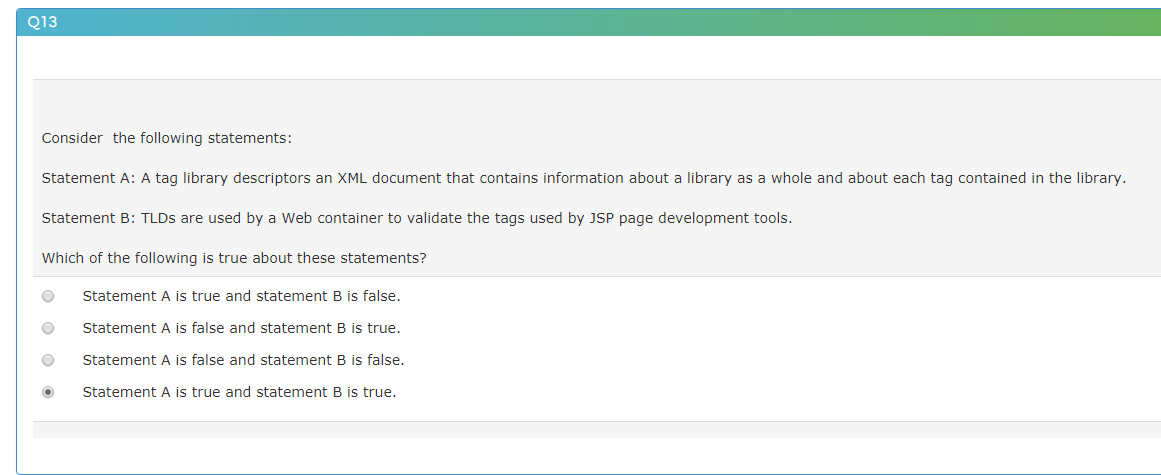 Q13
Consider the following statements:
Statement A: A tag library descriptors an XML document that contains information about a library as a whole and about each tag contained in the library.
Statement B: TLDs are used by a Web container to validate the tags used by JSP page development tools.
Which of the following is true about these statements?
Statement A is true and statement B is false.
Statement A is false and statement B is true.
Statement A is false and statement B is false.
Statement A is true and statement B is true.